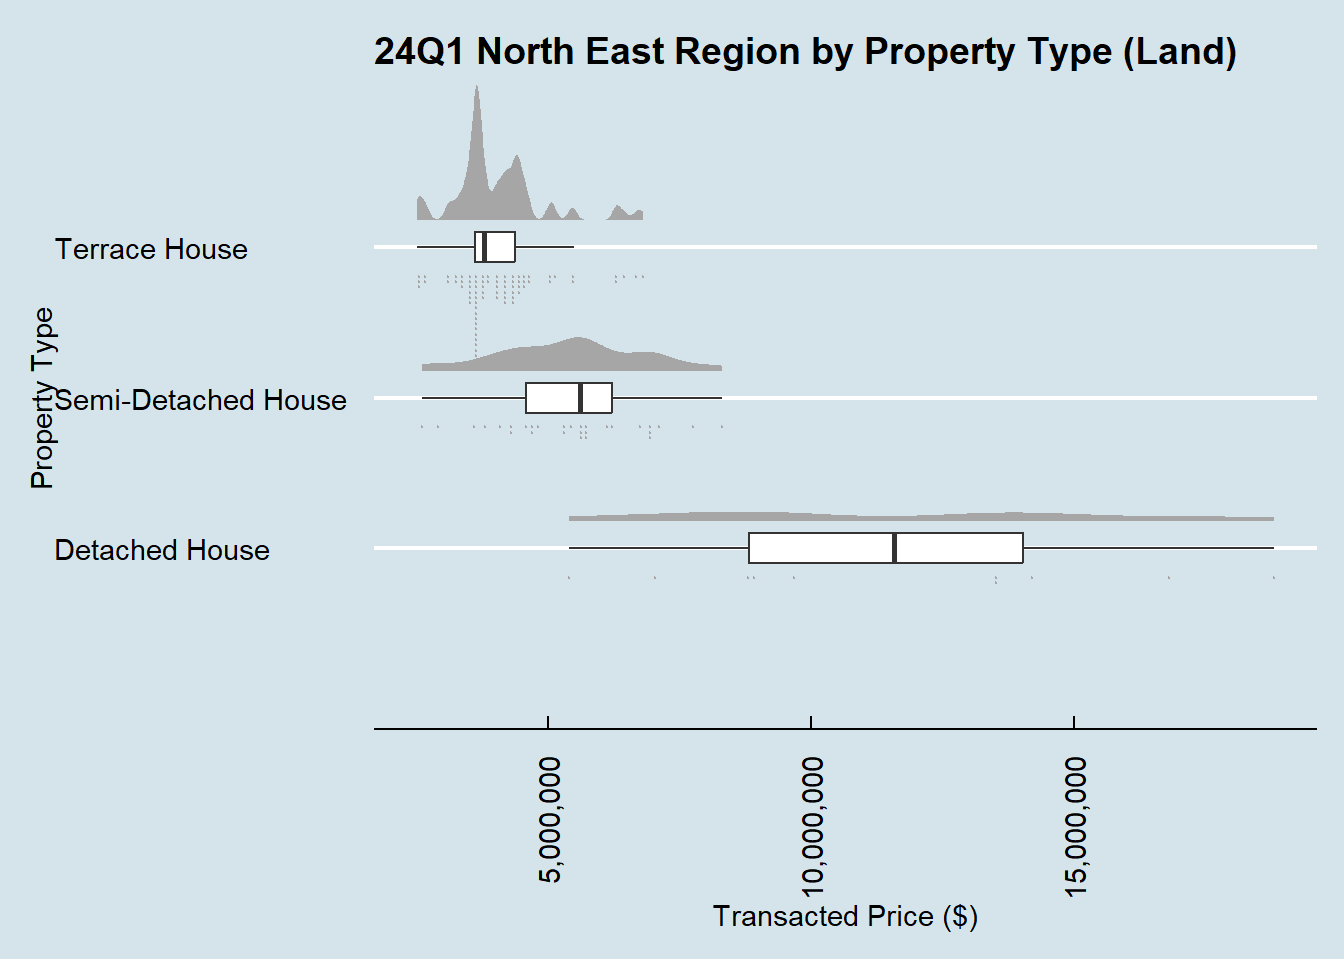 24Q1 North East Region by Property Type (Land)
Terrace House
Semi-Detached House
Detached House
Property Type
5,000,000
10,000,000
15,000,000
Transacted Price ($)